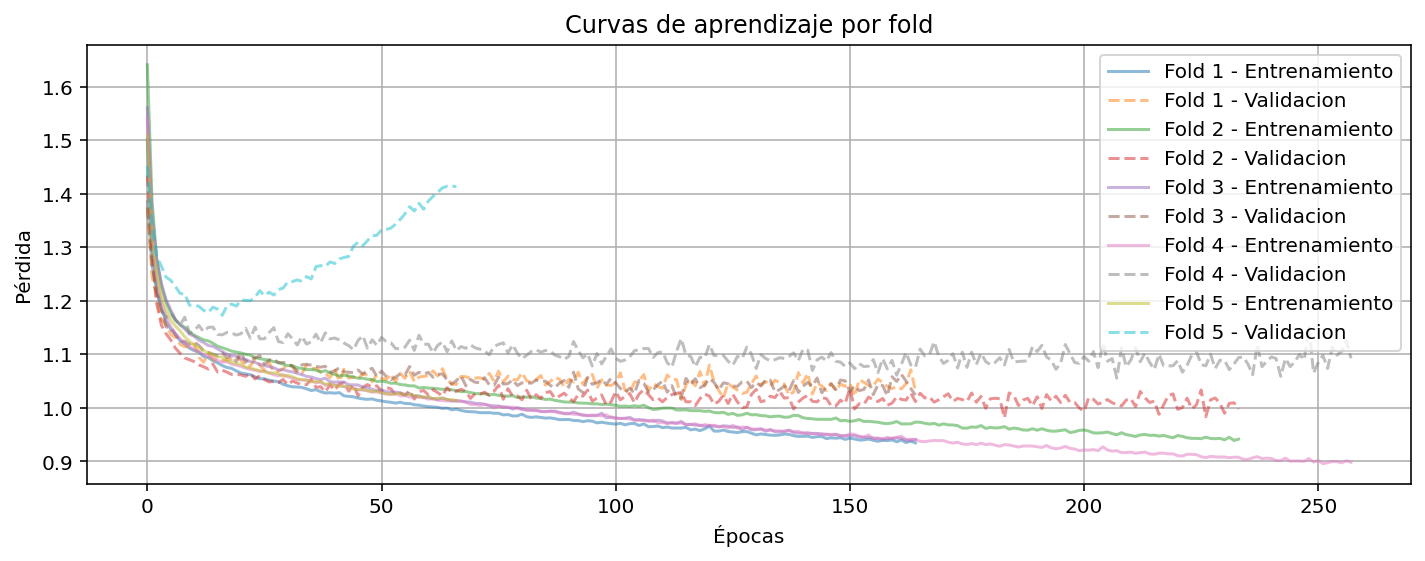 Curvas de aprendizaje por fold
Pérdida
1.6
1.5
1.4
1.3
1.2
1.1
1.0
0.9
Fold 1 - Entrenamiento
Fold 1 - Validacion
Fold 2 - Entrenamiento
Fold 2 - Validacion
Fold 3 - Entrenamiento
Fold 3 - Validacion
Fold 4 - Entrenamiento
Fold 4 - Validacion
Fold 5 - Entrenamiento
Fold 5 - Validacion
0 50 100 150 200 250
Épocas